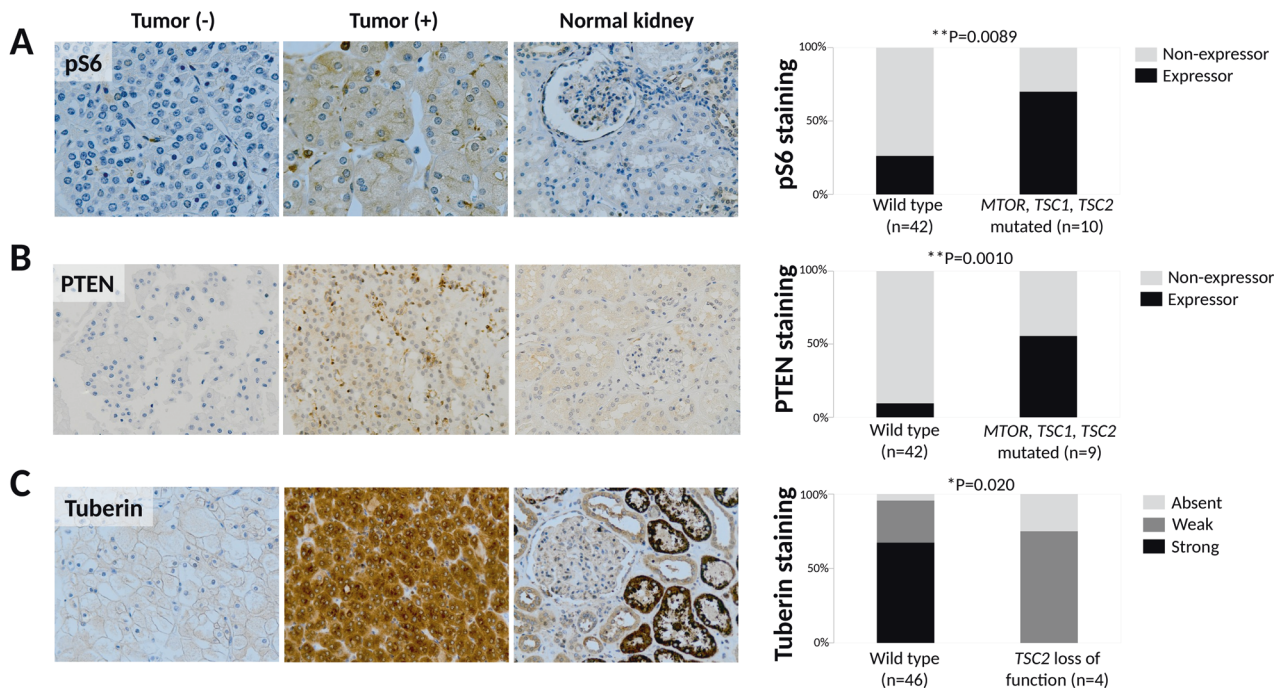 Tumor (-)
Tumor (+)
Normal kidney
A
pS6
**P=0.0089
pS6 staining
100%
50%
0%
Wild type
(n=42)
MTOR, TSC1, TSC2
mutated (n=10)
Non-expressor
Expressor
B
PTEN
**P=0.0010
PTEN staining
100%
50%
0%
Wild type
(n=42)
MTOR, TSC1, TSC2
mutated (n=9)
Non-expressor
Expressor
C
Tuberin
*P=0.020
Tuberin staining
100%
50%
0%
Wild type
(n=46)
TSC2 loss of
function (n=4)
Absent
Weak
Strong